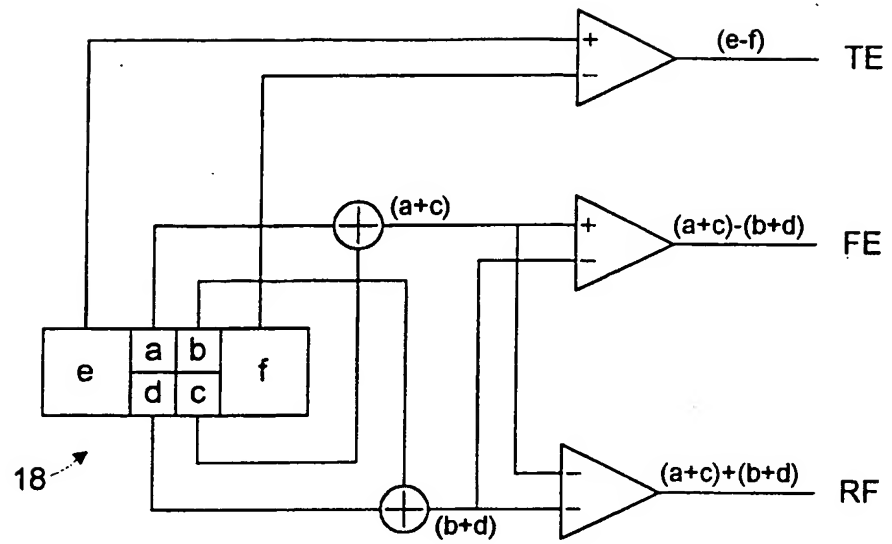 +
−
(e-f)
TE
(a+c)
+
−
(a+c)-(b+d)
FE
e
a
b
d
c
f
18
(b+d)
−
−
(a+c)+(b+d)
RF